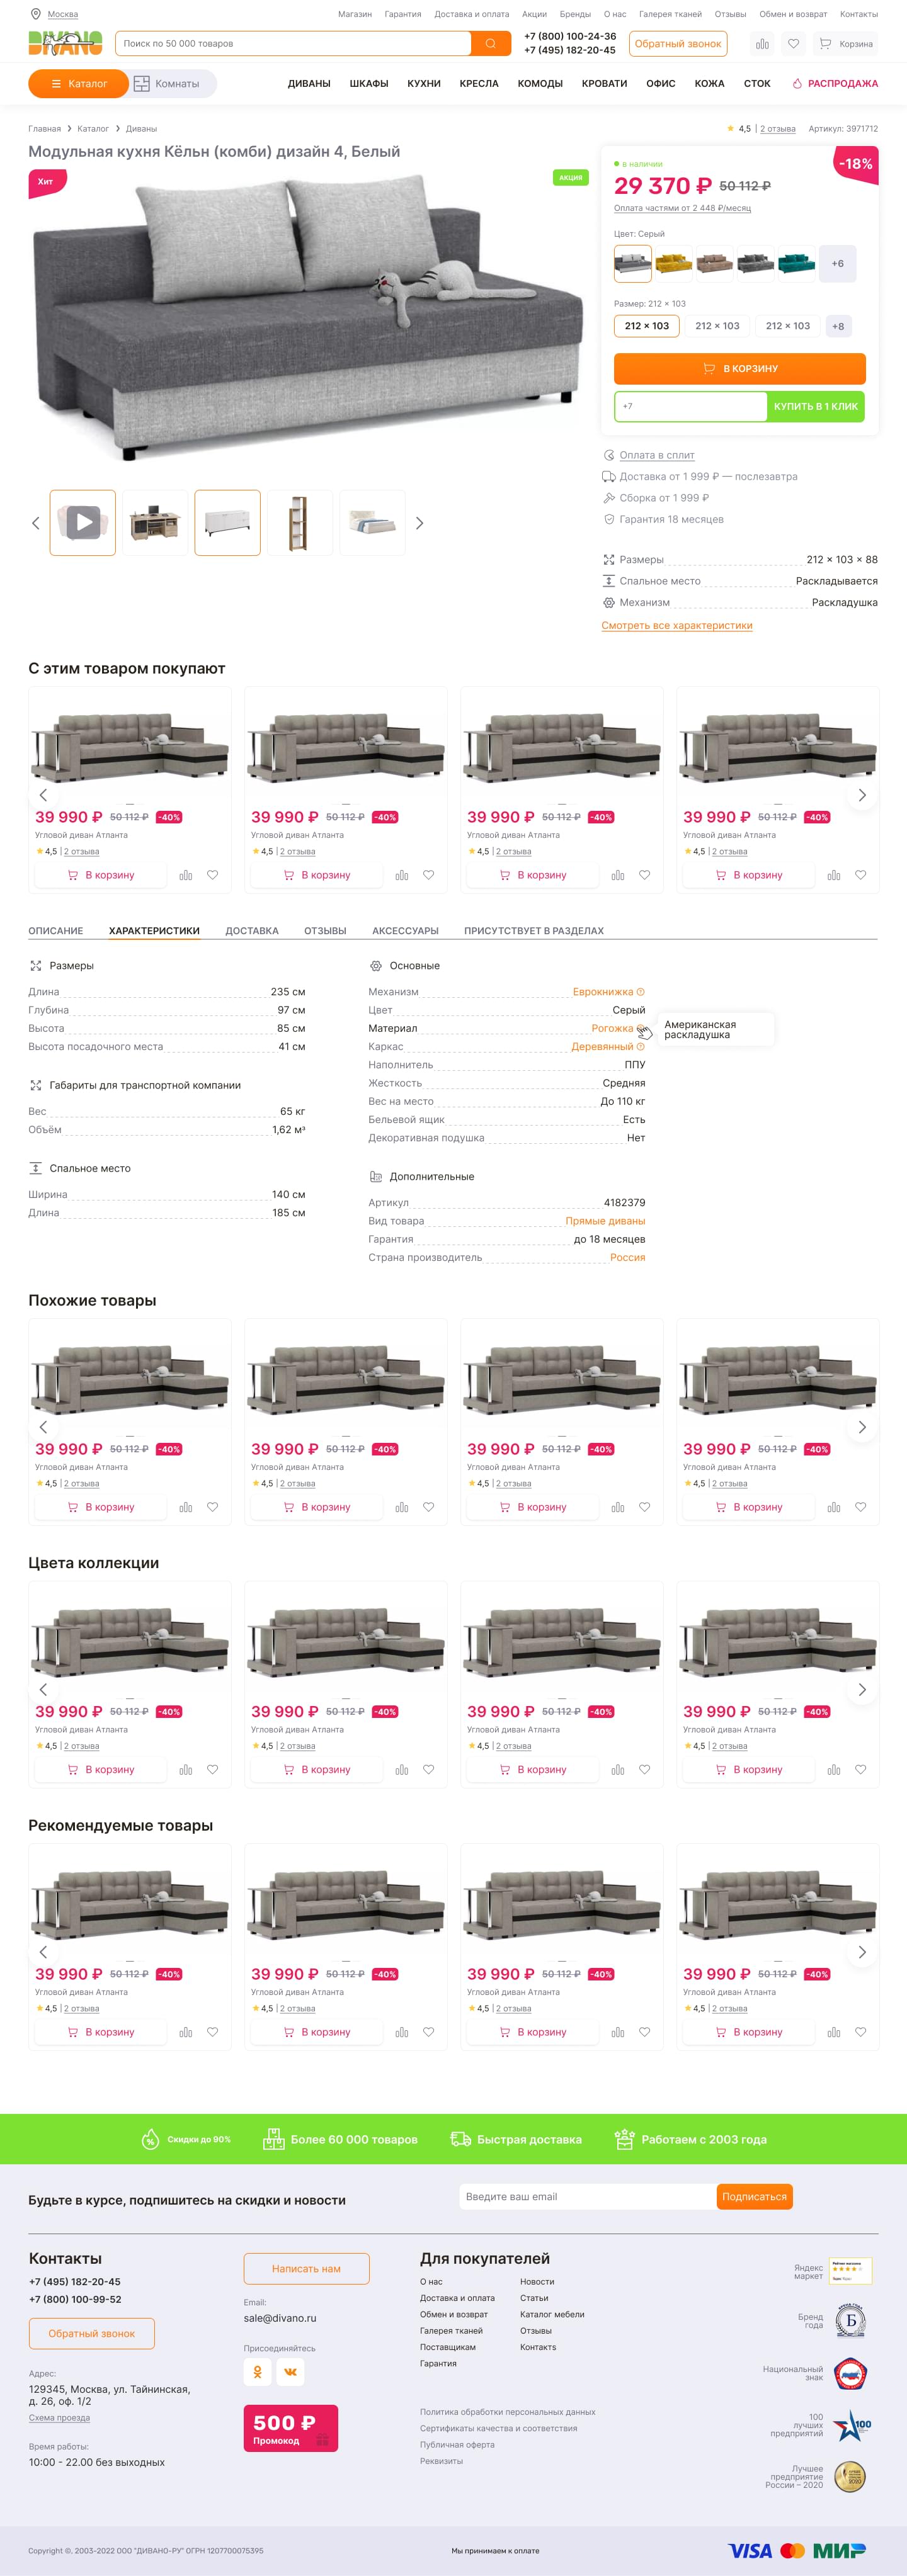 Москва
Магазин Гарантия Доставка и оплата Акции Бренды О нас Галерея тканей Отзывы Обмен и возврат Контакты
DIVANO
Поиск по 50 000 товаров
+7 (800) 100-24-36
+7 (495) 182-20-45
Обратный звонок
Корзина
Каталог
Комнаты
ДИВАНЫ ШКАФЫ КУХНИ КРЕСЛА КОМОДЫ КРОВАТИ ОФИС КОЖА СТОК РАСПРОДАЖА
Главная Каталог Диваны
4,5 | 2 отзыва Артикул: 3971712
Модульная кухня Кёльн (комби) дизайн 4, Белый
Хит
АКЦИЯ
-18%
в наличии
29 370 ₽ 50 112 ₽
Оплата частями от 2 448 ₽/месяц
Цвет: Серый
+6
Размер: 212 × 103
212 × 103 212 × 103 212 × 103 +8
В КОРЗИНУ
+7
КУПИТЬ В 1 КЛИК
Оплата в сплит
Доставка от 1 999 ₽ — послезавтра
Сборка от 1 999 ₽
Гарантия 18 месяцев
Размеры 212 × 103 × 88
Спальное место Раскладывается
Механизм Раскладушка
Смотреть все характеристики
С этим товаром покупают
39 990 ₽ 50 112 ₽ -40% 39 990 ₽ 50 112 ₽ -40% 39 990 ₽ 50 112 ₽ -40% 39 990 ₽ 50 112 ₽ -40%
Угловой диван Атланта Угловой диван Атланта Угловой диван Атланта Угловой диван Атланта
4,5 | 2 отзыва 4,5 | 2 отзыва 4,5 | 2 отзыва 4,5 | 2 отзыва
В корзину В корзину В корзину В корзину
ОПИСАНИЕ ХАРАКТЕРИСТИКИ ДОСТАВКА ОТЗЫВЫ АКСЕССУАРЫ ПРИСУТСТВУЕТ В РАЗДЕЛАХ
Размеры
Длина 235 см
Глубина 97 см
Высота 85 см
Высота посадочного места 41 см
Габариты для транспортной компании
Вес 65 кг
Объём 1,62 м³
Спальное место
Ширина 140 см
Длина 185 см
Основные
Механизм Еврокнижка
Цвет Серый
Материал Рогожка
Американская
раскладушка
Каркас Деревянный
Наполнитель ППУ
Жесткость Средняя
Вес на место До 110 кг
Бельевой ящик Есть
Декоративная подушка Нет
Дополнительные
Артикул 4182379
Вид товара Прямые диваны
Гарантия до 18 месяцев
Страна производитель Россия
Похожие товары
39 990 ₽ 50 112 ₽ -40% 39 990 ₽ 50 112 ₽ -40% 39 990 ₽ 50 112 ₽ -40% 39 990 ₽ 50 112 ₽ -40%
Угловой диван Атланта Угловой диван Атланта Угловой диван Атланта Угловой диван Атланта
4,5 | 2 отзыва 4,5 | 2 отзыва 4,5 | 2 отзыва 4,5 | 2 отзыва
В корзину В корзину В корзину В корзину
Цвета коллекции
39 990 ₽ 50 112 ₽ -40% 39 990 ₽ 50 112 ₽ -40% 39 990 ₽ 50 112 ₽ -40% 39 990 ₽ 50 112 ₽ -40%
Угловой диван Атланта Угловой диван Атланта Угловой диван Атланта Угловой диван Атланта
4,5 | 2 отзыва 4,5 | 2 отзыва 4,5 | 2 отзыва 4,5 | 2 отзыва
В корзину В корзину В корзину В корзину
Рекомендуемые товары
39 990 ₽ 50 112 ₽ -40% 39 990 ₽ 50 112 ₽ -40% 39 990 ₽ 50 112 ₽ -40% 39 990 ₽ 50 112 ₽ -40%
Угловой диван Атланта Угловой диван Атланта Угловой диван Атланта Угловой диван Атланта
4,5 | 2 отзыва 4,5 | 2 отзыва 4,5 | 2 отзыва 4,5 | 2 отзыва
В корзину В корзину В корзину В корзину
Скидки до 90% Более 60 000 товаров Быстрая доставка Работаем с 2003 года
Будьте в курсе, подпишитесь на скидки и новости
Введите ваш email
Подписаться
Контакты
+7 (495) 182-20-45
+7 (800) 100-99-52
Обратный звонок
Адрес:
129345, Москва, ул. Тайнинская,
д. 26, оф. 1/2
Схема проезда
Время работы:
10:00 - 22.00 без выходных
Написать нам
Email:
sale@divano.ru
Присоединяйтесь
500 ₽
Промокод
Для покупателей
О нас
Доставка и оплата
Обмен и возврат
Галерея тканей
Поставщикам
Гарантия
Новости
Статьи
Каталог мебели
Отзывы
Контактs
Политика обработки персональных данных
Сертификаты качества и соответствия
Публичная оферта
Реквизиты
Яндекс
маркет
Рейтинг магазина
Бренд
года
Б
Национальный
знак
100
лучших
предприятий
100
Лучшее
предприятие
России – 2020
2020
Copyright ©. 2003-2022 ООО "ДИВАНО-РУ" ОГРН 1207700075395
Мы принимаем к оплате
VISA МИР